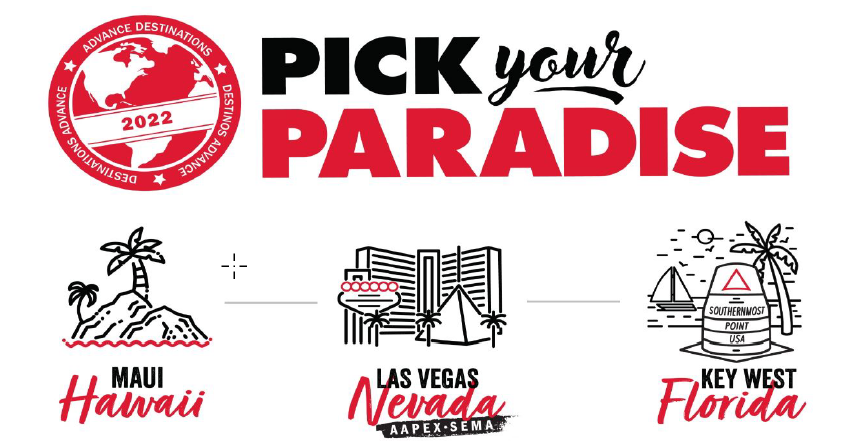 ADVANCE DESTINATIONS
DESTINOS ADVANCE
DESTINATIONS ADVANCE
2022
PICK your
PARADISE
SOUTHERNMOST
POINT
USA
MAUI
Hawaii
LAS VEGAS
Nevada
AAPEX•SEMA
KEY WEST
Florida